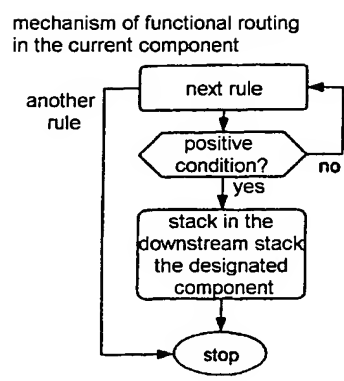 mechanism of functional routing
in the current component
next rule
another
rule
positive
condition?
no
yes
stack in the
downstream stack
the designated
component
stop